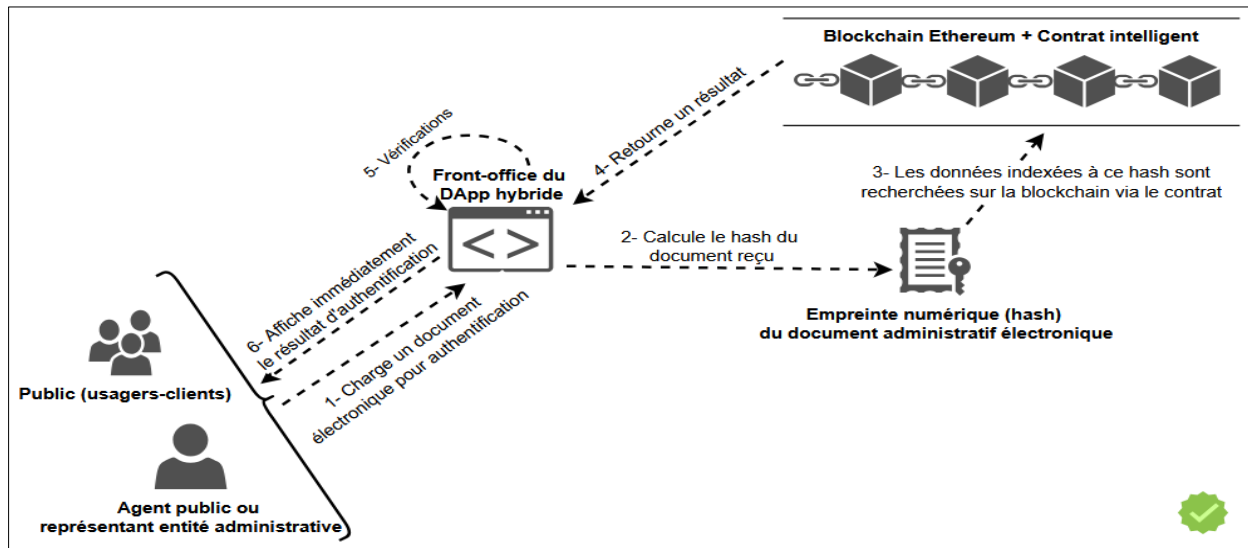 Blockchain Ethereum + Contrat intelligent
4- Retourne un résultat
5- Vérifications
Front-office du
DApp hybride
3- Les données indexées à ce hash sont
recherchées sur la blockchain via le contrat
2- Calcule le hash du
document reçu
6- Affiche immédiatement
le résultat d'authentification
1- Charge un document
électronique pour authentification
Empreinte numérique (hash)
du document administratif électronique
Public (usagers-clients)
Agent public ou
représentant entité administrative